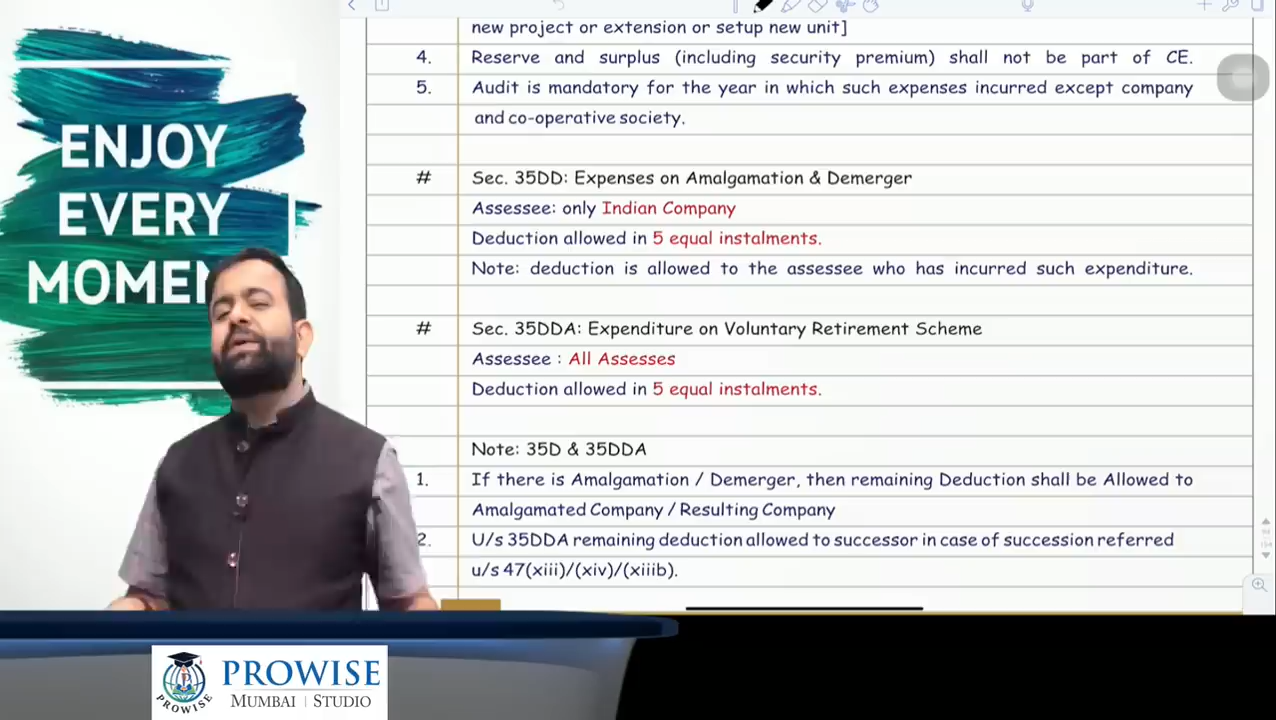 new project or extension or setup new unit]
4. Reserve and surplus (including security premium) shall not be part of CE.
5. Audit is mandatory for the year in which such expenses incurred except company
and co-operative society.
# Sec. 35DD: Expenses on Amalgamation & Demerger
Assessee: only Indian Company
Deduction allowed in 5 equal instalments.
Note: deduction is allowed to the assessee who has incurred such expenditure.
# Sec. 35DDA: Expenditure on Voluntary Retirement Scheme
Assessee : All Assesses
Deduction allowed in 5 equal instalments.
Note: 35D & 35DDA
1. If there is Amalgamation / Demerger, then remaining Deduction shall be Allowed to
Amalgamated Company / Resulting Company
2. U/s 35DDA remaining deduction allowed to successor in case of succession referred
u/s 47(xiii)/(xiv)/(xiiib).
ENJOY
EVERY
MOMEN
PROWISE
PROWISE
MUMBAI | STUDIO